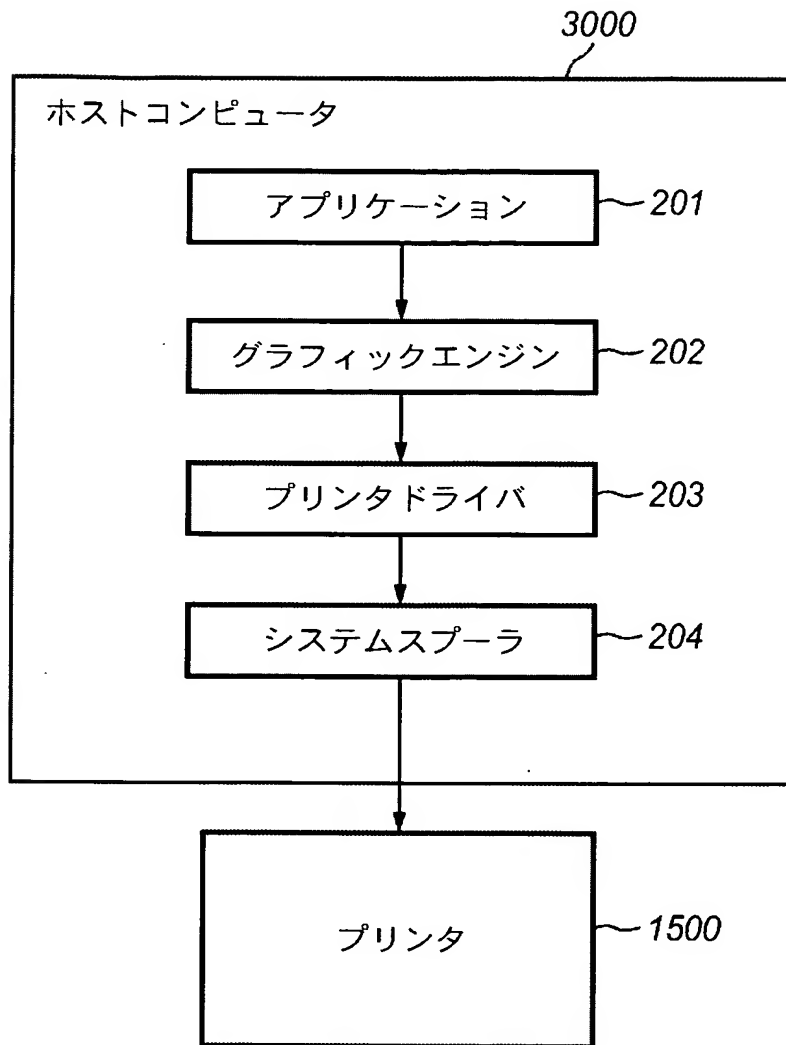 3000
ホストコンピュータ
アプリケーション 201
グラフィックエンジン 202
プリンタドライバ 203
システムスプーラ 204
プリンタ 1500